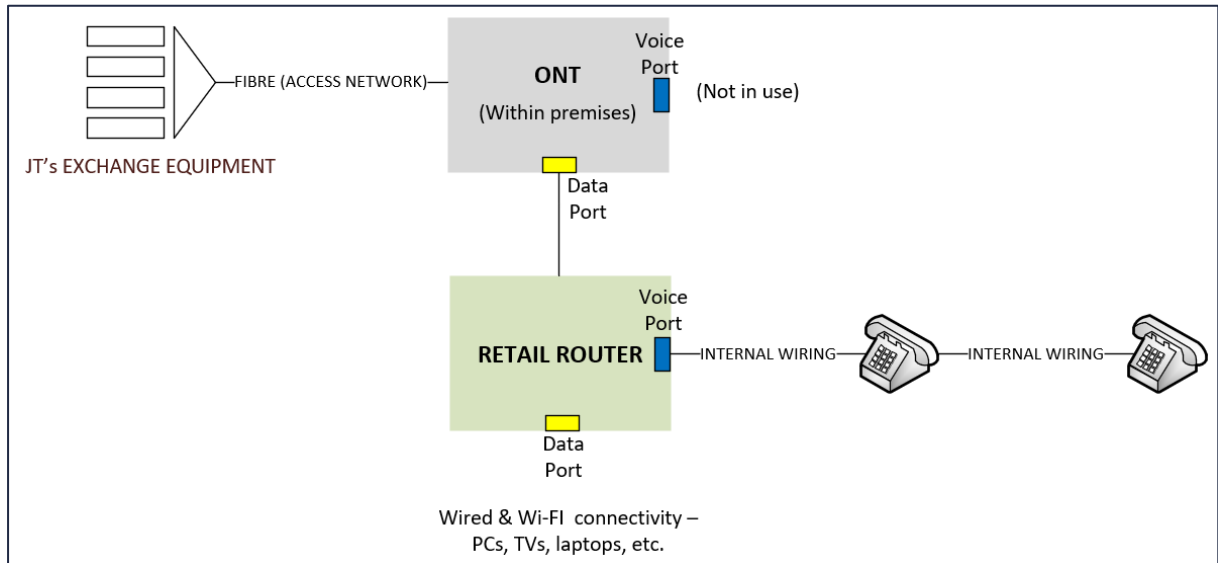 JT's EXCHANGE EQUIPMENT
FIBRE (ACCESS NETWORK)
ONT
(Within premises)
Voice
Port
(Not in use)
Data
Port
RETAIL ROUTER
Voice
Port
INTERNAL WIRING
INTERNAL WIRING
Data
Port
Wired & Wi-FI connectivity –
PCs, TVs, laptops, etc.